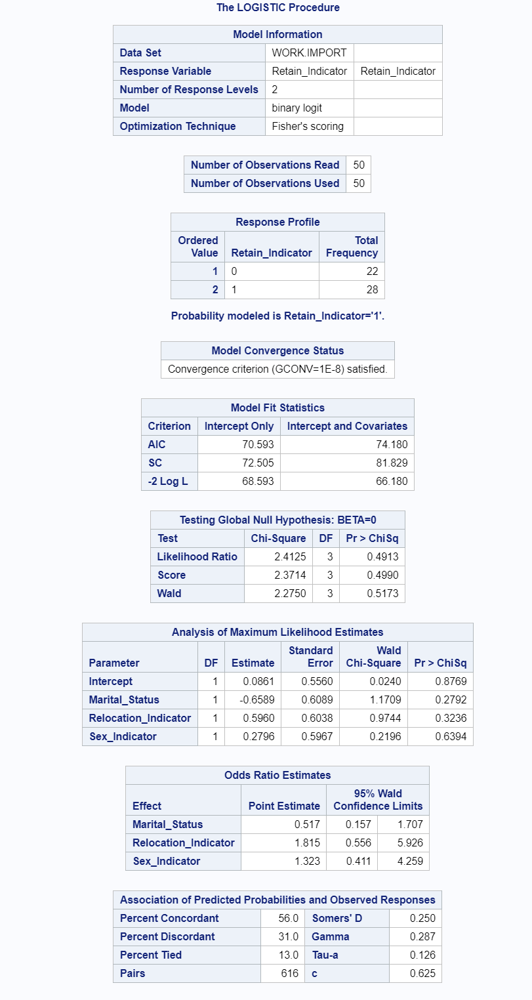 The LOGISTIC Procedure
Model Information
Data Set WORK.IMPORT
Response Variable Retain_Indicator Retain_Indicator
Number of Response Levels 2
Model binary logit
Optimization Technique Fisher's scoring
Number of Observations Read 50
Number of Observations Used 50
Response Profile
Ordered Total
Value Retain_Indicator Frequency
1 0 22
2 1 28
Probability modeled is Retain_Indicator='1'.
Model Convergence Status
Convergence criterion (GCONV=1E-8) satisfied.
Model Fit Statistics
Criterion Intercept Only Intercept and Covariates
AIC 70.593 74.180
SC 72.505 81.829
-2 Log L 68.593 66.180
Testing Global Null Hypothesis: BETA=0
Test Chi-Square DF Pr > ChiSq
Likelihood Ratio 2.4125 3 0.4913
Score 2.3714 3 0.4990
Wald 2.2750 3 0.5173
Analysis of Maximum Likelihood Estimates
Standard Wald
Parameter DF Estimate Error Chi-Square Pr > ChiSq
Intercept 1 0.0861 0.5560 0.0240 0.8769
Marital_Status 1 -0.6589 0.6089 1.1709 0.2792
Relocation_Indicator 1 0.5960 0.6038 0.9744 0.3236
Sex_Indicator 1 0.2796 0.5967 0.2196 0.6394
Odds Ratio Estimates
95% Wald
Effect Point Estimate Confidence Limits
Marital_Status 0.517 0.157 1.707
Relocation_Indicator 1.815 0.556 5.926
Sex_Indicator 1.323 0.411 4.259
Association of Predicted Probabilities and Observed Responses
Percent Concordant 56.0 Somers' D 0.250
Percent Discordant 31.0 Gamma 0.287
Percent Tied 13.0 Tau-a 0.126
Pairs 616 c 0.625